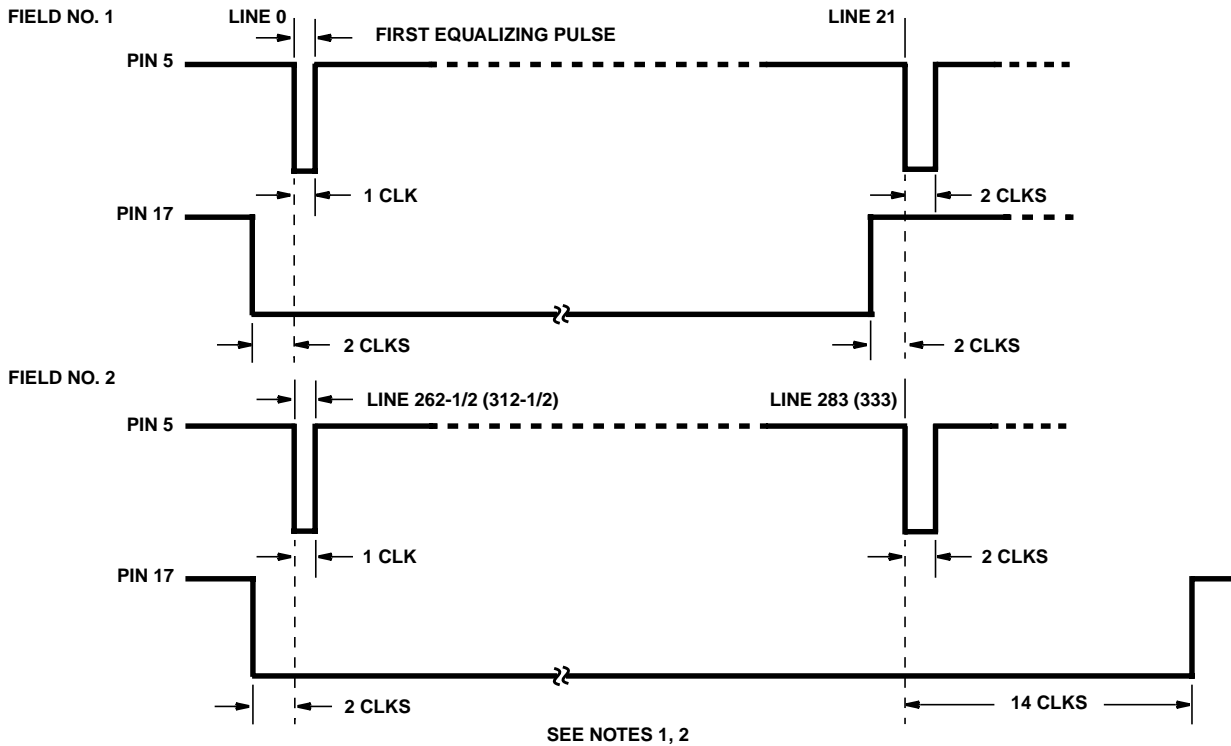 FIELD NO. 1 LINE 0 LINE 21
FIRST EQUALIZING PULSE
PIN 5
1 CLK 2 CLKS
PIN 17
2 CLKS 2 CLKS
FIELD NO. 2
LINE 262-1/2 (312-1/2) LINE 283 (333)
PIN 5
1 CLK 2 CLKS
PIN 17
2 CLKS 14 CLKS
SEE NOTES 1, 2